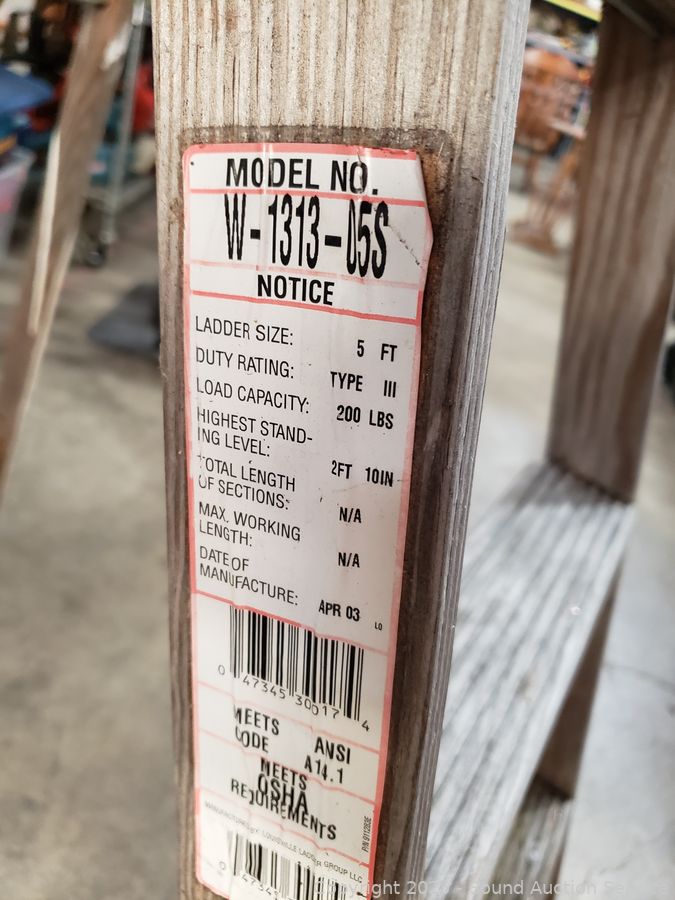 MODEL NO.
W-1313-05S
NOTICE
LADDER SIZE: 5 FT
DUTY RATING: TYPE III
LOAD CAPACITY: 200 LBS
HIGHEST STAND-
ING LEVEL: 2FT 10IN
TOTAL LENGTH
OF SECTIONS: N/A
MAX. WORKING
LENGTH: N/A
DATE OF
MANUFACTURE: APR 03 LO
0 47345 30017 4
MEETS ANSI
CODE A14.1
MEETS
OSHA
REQUIREMENTS
MANUFACTURED BY: LOUISVILLE LADDER GROUP LLC
0 47345
Copyright Sound Auction Service